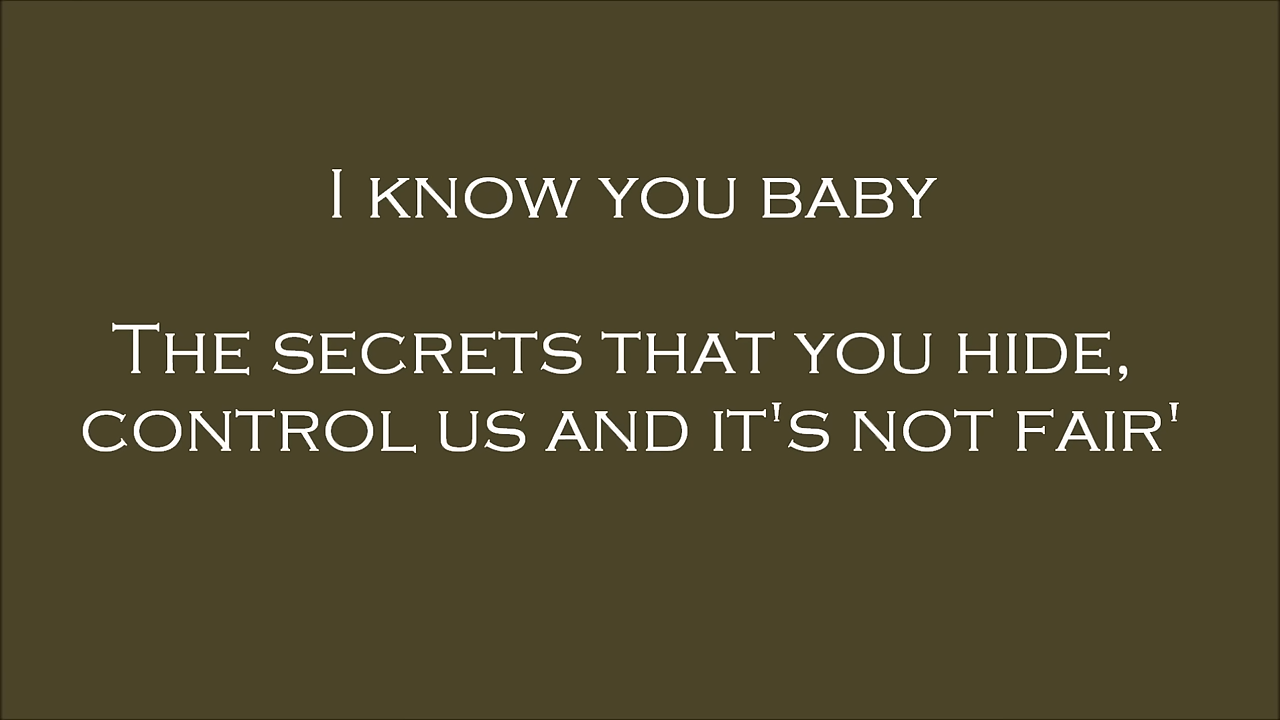 I KNOW YOU BABY
THE SECRETS THAT YOU HIDE,
CONTROL US AND IT'S NOT FAIR'